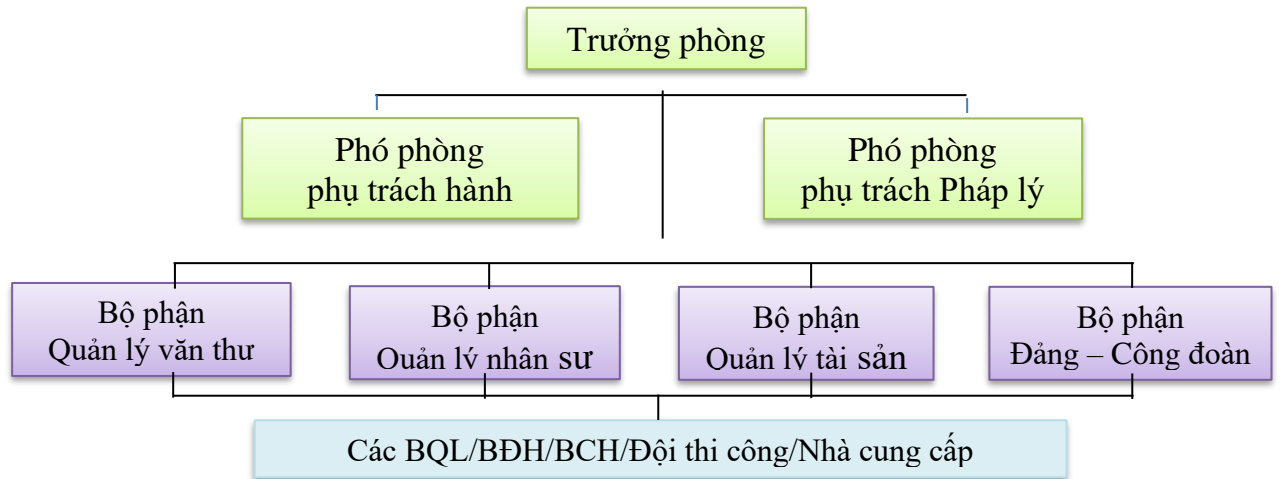 Trưởng phòng
Phó phòng
phụ trách hành
Phó phòng
phụ trách Pháp lý
Bộ phận
Quản lý văn thư
Bộ phận
Quản lý nhân sự
Bộ phận
Quản lý tài sản
Bộ phận
Đảng – Công đoàn
Các BQL/BĐH/BCH/Đội thi công/Nhà cung cấp